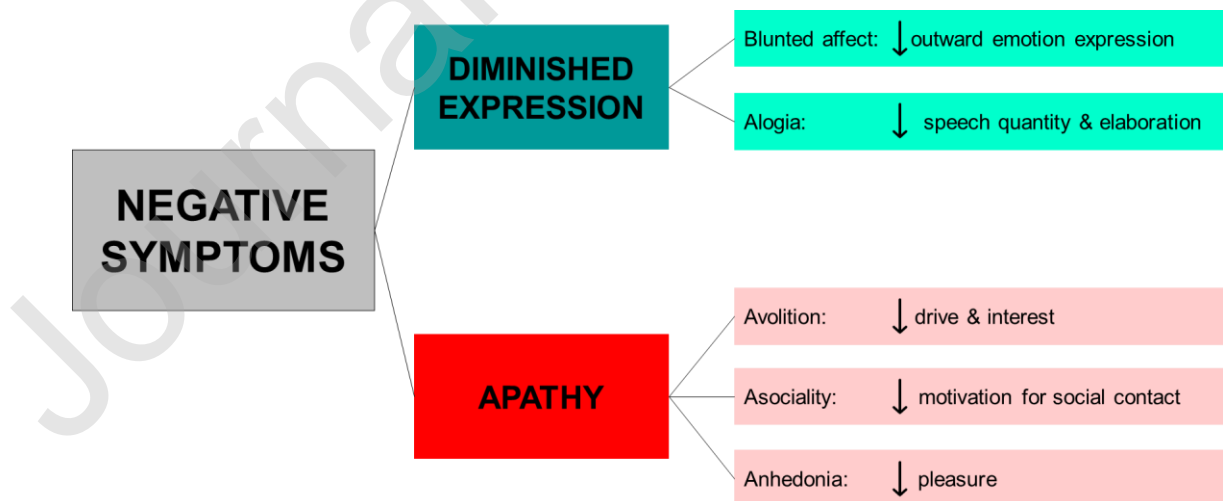 NEGATIVE
SYMPTOMS
DIMINISHED
EXPRESSION
Blunted affect: ↓ outward emotion expression
Alogia: ↓ speech quantity & elaboration
APATHY
Avolition: ↓ drive & interest
Asociality: ↓ motivation for social contact
Anhedonia: ↓ pleasure
Journa